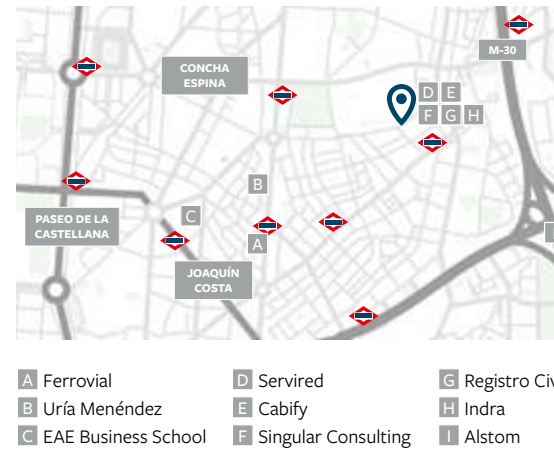 M-30
CONCHA
ESPINA
D E
F G H
B
PASEO DE LA
CASTELLANA
C
A
JOAQUÍN
COSTA
A Ferrovial
D Servired
G Registro Civ
B Uría Menéndez
E Cabify
H Indra
C EAE Business School
F Singular Consulting
I Alstom